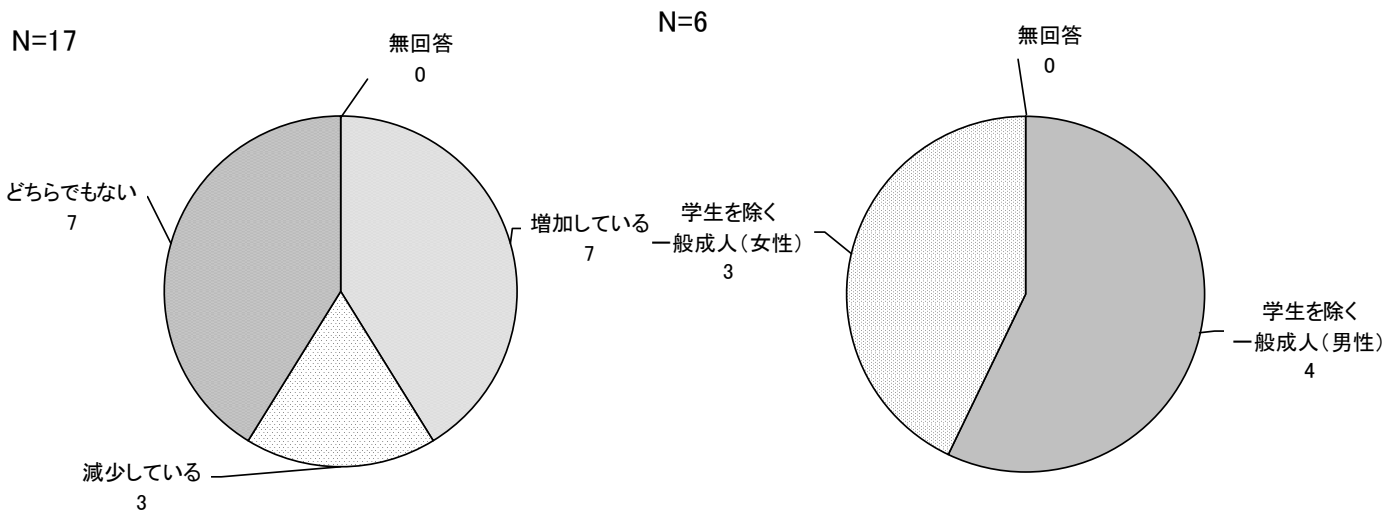 N=17
無回答
0
どちらでもない
7
増加している
7
減少している
3
N=6
無回答
0
学生を除く
一般成人(女性)
3
学生を除く
一般成人(男性)
4